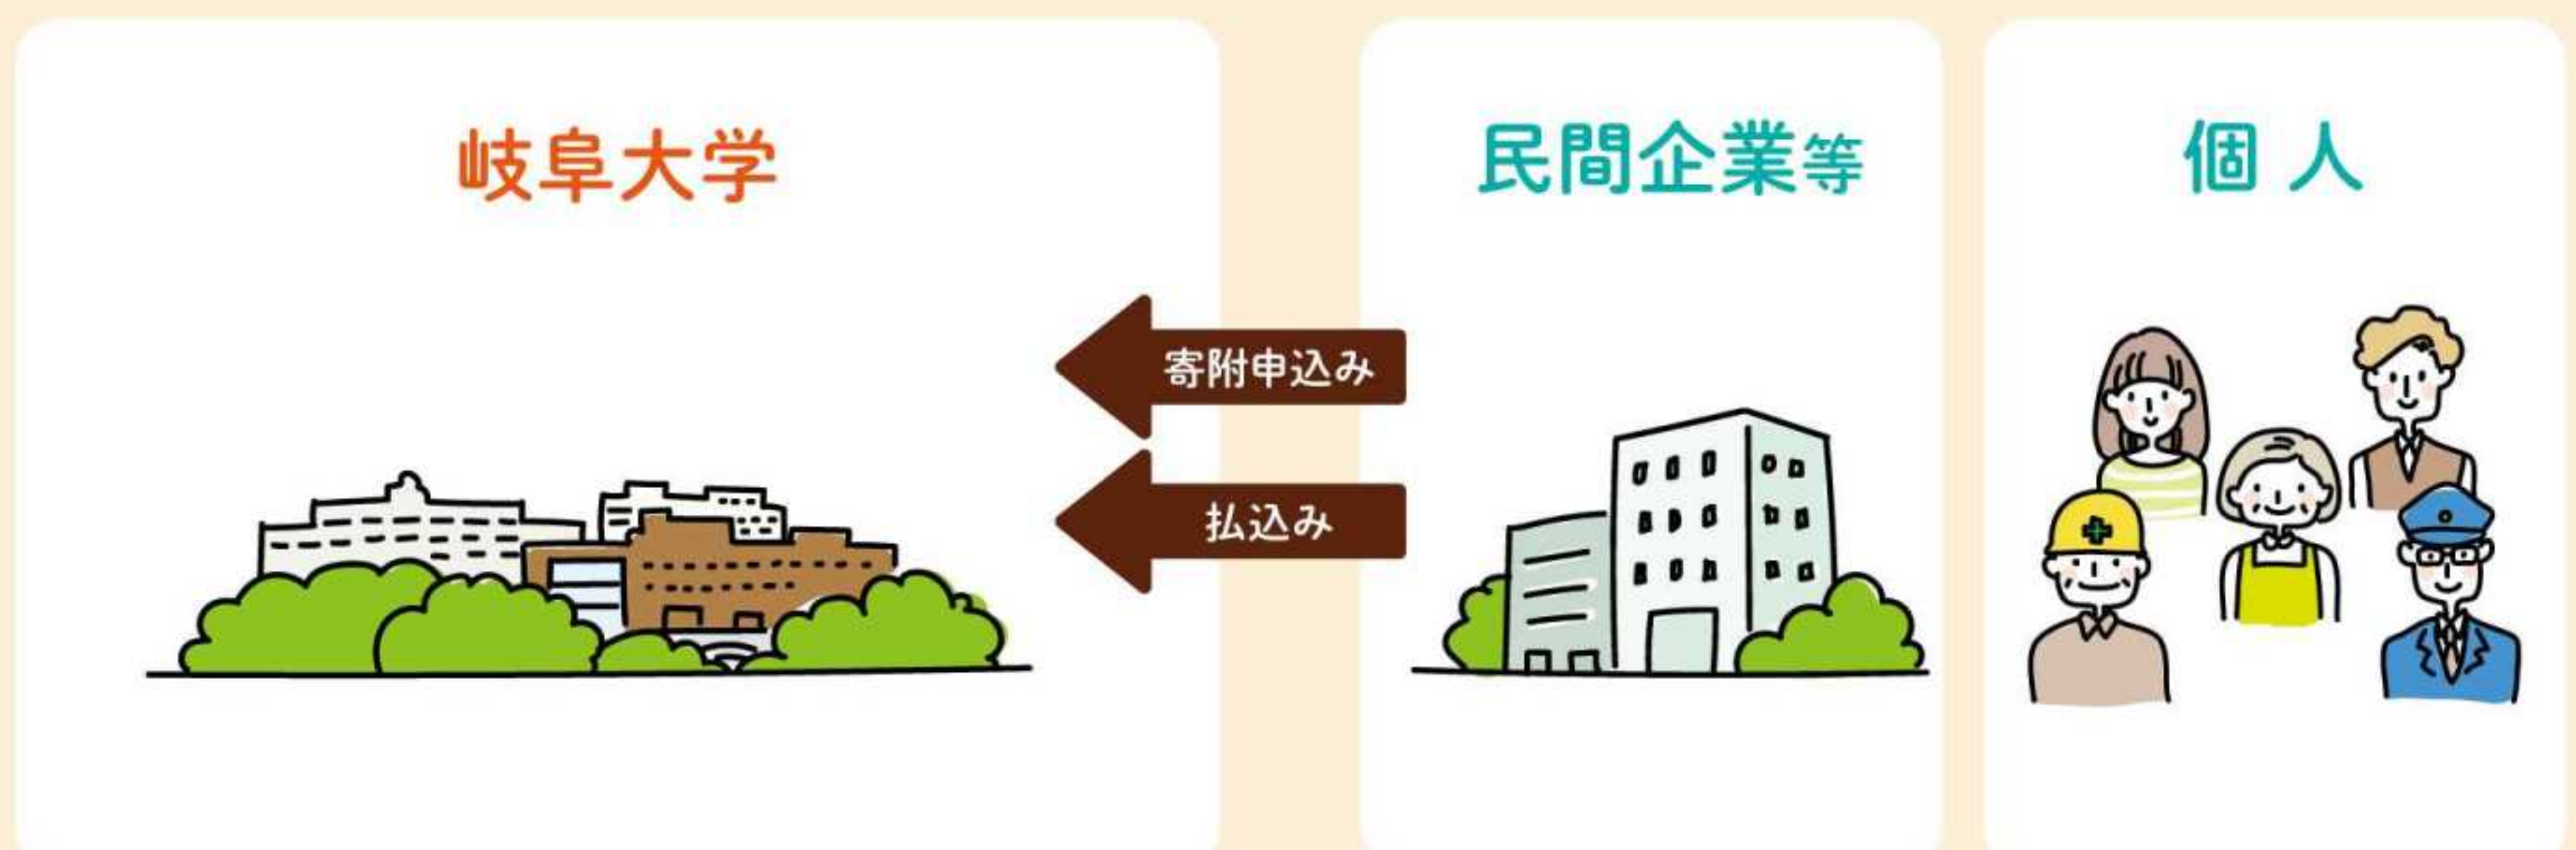 岐阜大学
民間企業等
個人
寄附申込み
払込み